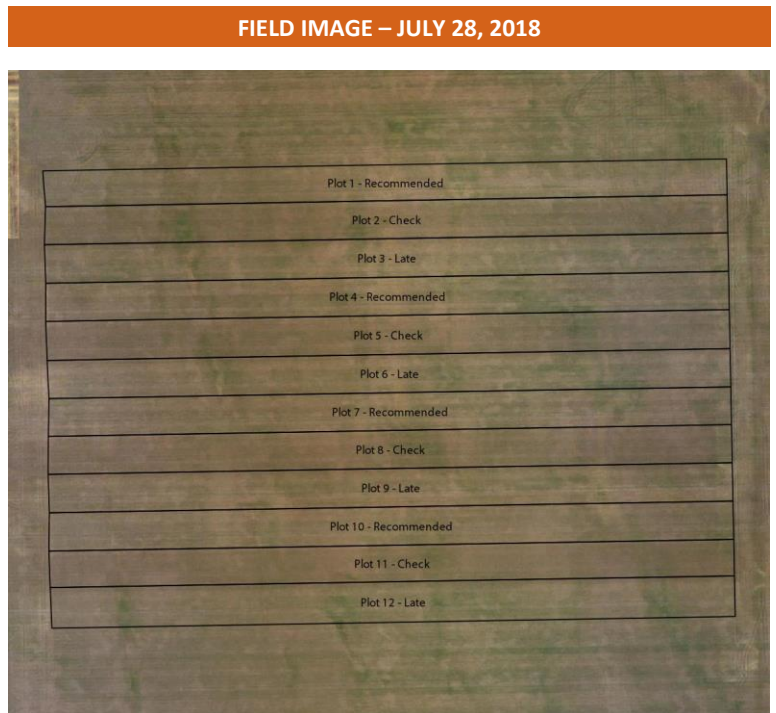 FIELD IMAGE – JULY 28, 2018
Plot 1 - Recommended
Plot 2 - Check
Plot 3 - Late
Plot 4 - Recommended
Plot 5 - Check
Plot 6 - Late
Plot 7 - Recommended
Plot 8 - Check
Plot 9 - Late
Plot 10 - Recommended
Plot 11 - Check
Plot 12 - Late